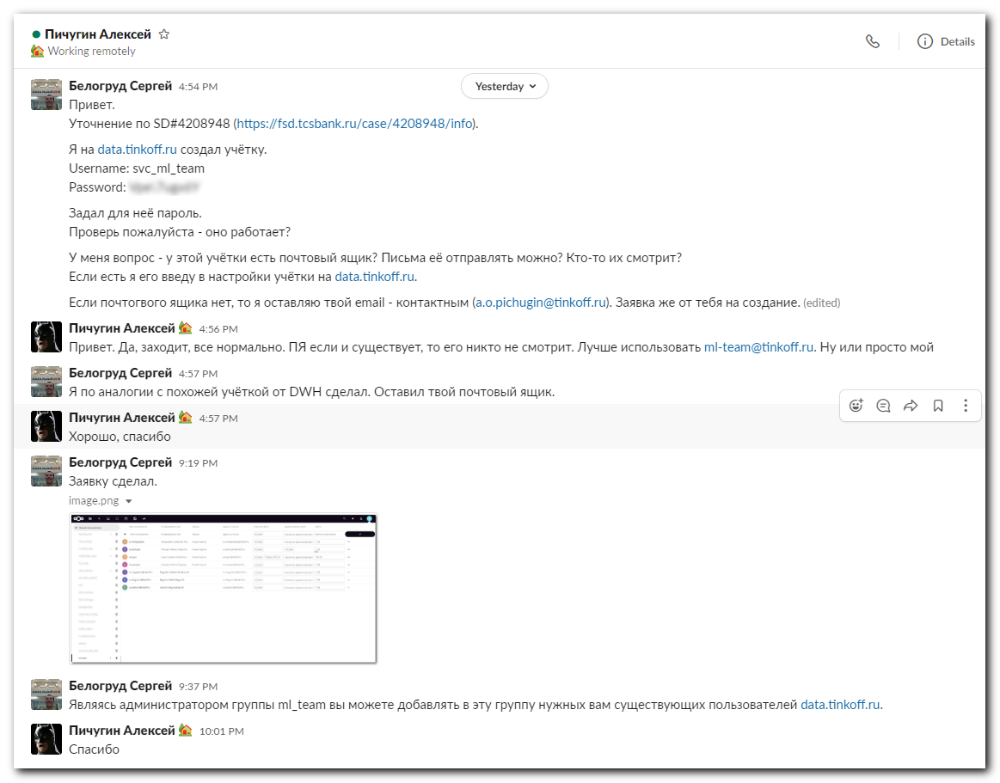 Пичугин Алексей
Working remotely
Details
Yesterday
Белогруд Сергей 4:54 PM
Привет.
Уточнение по SD#4208948 (https://fsd.tcsbank.ru/case/4208948/info).
Я на data.tinkoff.ru создал учётку.
Username: svc_ml_team
Password:
Задал для неё пароль.
Проверь пожалуйста - оно работает?
У меня вопрос - у этой учётки есть почтовый ящик? Письма её отправлять можно? Кто-то их смотрит?
Если есть я его введу в настройки учётки на data.tinkoff.ru.
Если почтогвого ящика нет, то я оставляю твой email - контактным (a.o.pichugin@tinkoff.ru). Заявка же от тебя на создание. (edited)
Пичугин Алексей 4:56 PM
Привет. Да, заходит, все нормально. ПЯ если и существует, то его никто не смотрит. Лучше использовать ml-team@tinkoff.ru. Ну или просто мой
Белогруд Сергей 4:57 PM
Я по аналогии с похожей учёткой от DWH сделал. Оставил твой почтовый ящик.
Пичугин Алексей 4:57 PM
Хорошо, спасибо
Белогруд Сергей 9:19 PM
Заявку сделал.
image.png
Белогруд Сергей 9:37 PM
Являясь администратором группы ml_team вы можете добавлять в эту группу нужных вам существующих пользователей data.tinkoff.ru.
Пичугин Алексей 10:01 PM
Спасибо